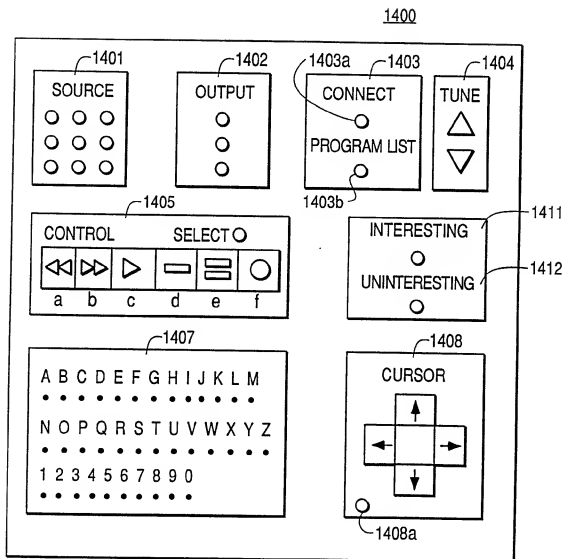 1400
1401
1402
1403a
1403
1404
SOURCE
OUTPUT
CONNECT
TUNE
PROGRAM LIST
1403b
1405
1411
CONTROL SELECT
INTERESTING
a b c d e f
UNINTERESTING
1412
1407
1408
A B C D E F G H I J K L M
CURSOR
N O P Q R S T U V W X Y Z
1 2 3 4 5 6 7 8 9 0
1408a